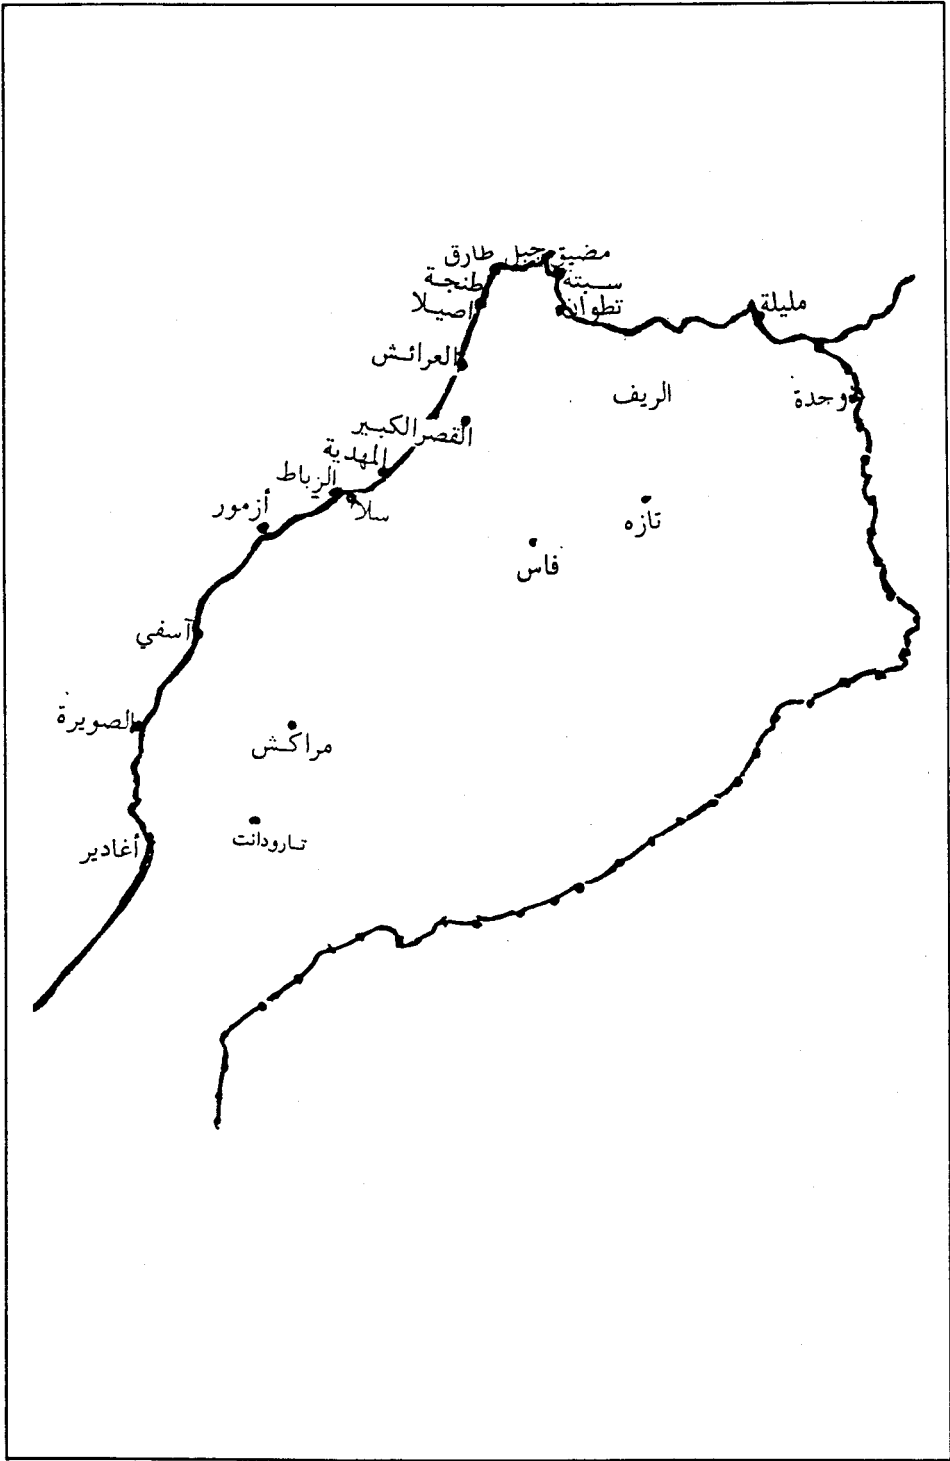 مضيق جبل طارق
سبتة
طنجة
تطوان
اصيلا
مليلة
العرائش
الريف
وجدة
القصر الكبير
المهدية
الرباط
سلا
أزمور
تازه
فاس
آسفي
الصويرة
مراكش
تارودانت
أغادير